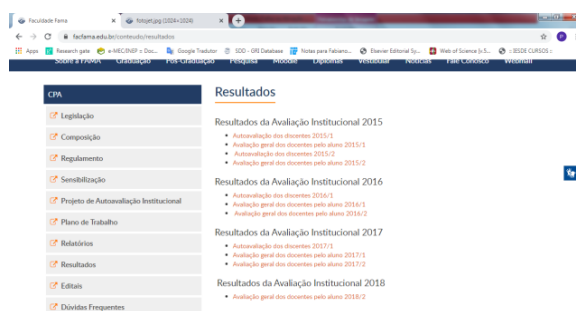 Faculdade Fama
fotojet.jpg (1024×1024)
facfama.edu.br/conteudo/resultados
Apps
Research gate
e-MEC/INEP :: Doc...
Google Tradutor
SDO - GRI Database
Notas para Fabiano...
Elsevier Editorial Sy...
Web of Science [v.5...
:: IESDE CURSOS ::
Sobre a FAMA Graduação Pós-Graduação Pesquisa Moodle Diplomas Vestibular Notícias Fale Conosco Webmail
CPA
Legislação
Composição
Regulamento
Sensibilização
Projeto de Autoavaliação Institucional
Plano de Trabalho
Relatórios
Resultados
Editais
Dúvidas Frequentes
Resultados
Resultados da Avaliação Institucional 2015
Autoavaliação dos discentes 2015/1
Avaliação geral dos docentes pelo aluno 2015/1
Autoavaliação dos discentes 2015/2
Avaliação geral dos docentes pelo aluno 2015/2
Resultados da Avaliação Institucional 2016
Autoavaliação dos discentes 2016/1
Avaliação geral dos docentes pelo aluno 2016/1
Avaliação geral dos docentes pelo aluno 2016/2
Resultados da Avaliação Institucional 2017
Autoavaliação dos discentes 2017/1
Avaliação geral dos docentes pelo aluno 2017/1
Avaliação geral dos docentes pelo aluno 2017/2
Resultados da Avaliação Institucional 2018
Avaliação geral dos docentes pelo aluno 2018/2